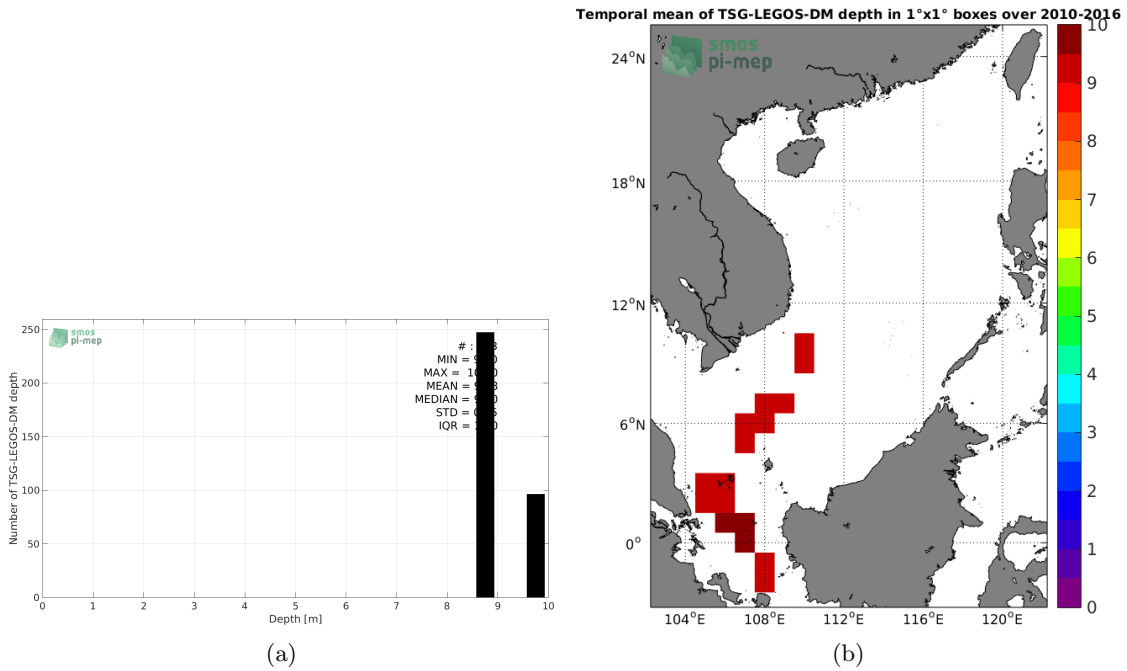 Temporal mean of TSG-LEGOS-DM depth in 1°x1° boxes over 2010-2016
smos
pi-mep
24°N
18°N
12°N
6°N
0°
104°E 108°E 112°E 116°E 120°E
10
9
8
7
6
5
4
3
2
1
0
(b)
smos
pi-mep
# :
MIN =
MAX =
MEAN =
MEDIAN =
STD =
IQR =
Number of TSG-LEGOS-DM depth
250
200
150
100
50
0
0 1 2 3 4 5 6 7 8 9 10
Depth [m]
(a)